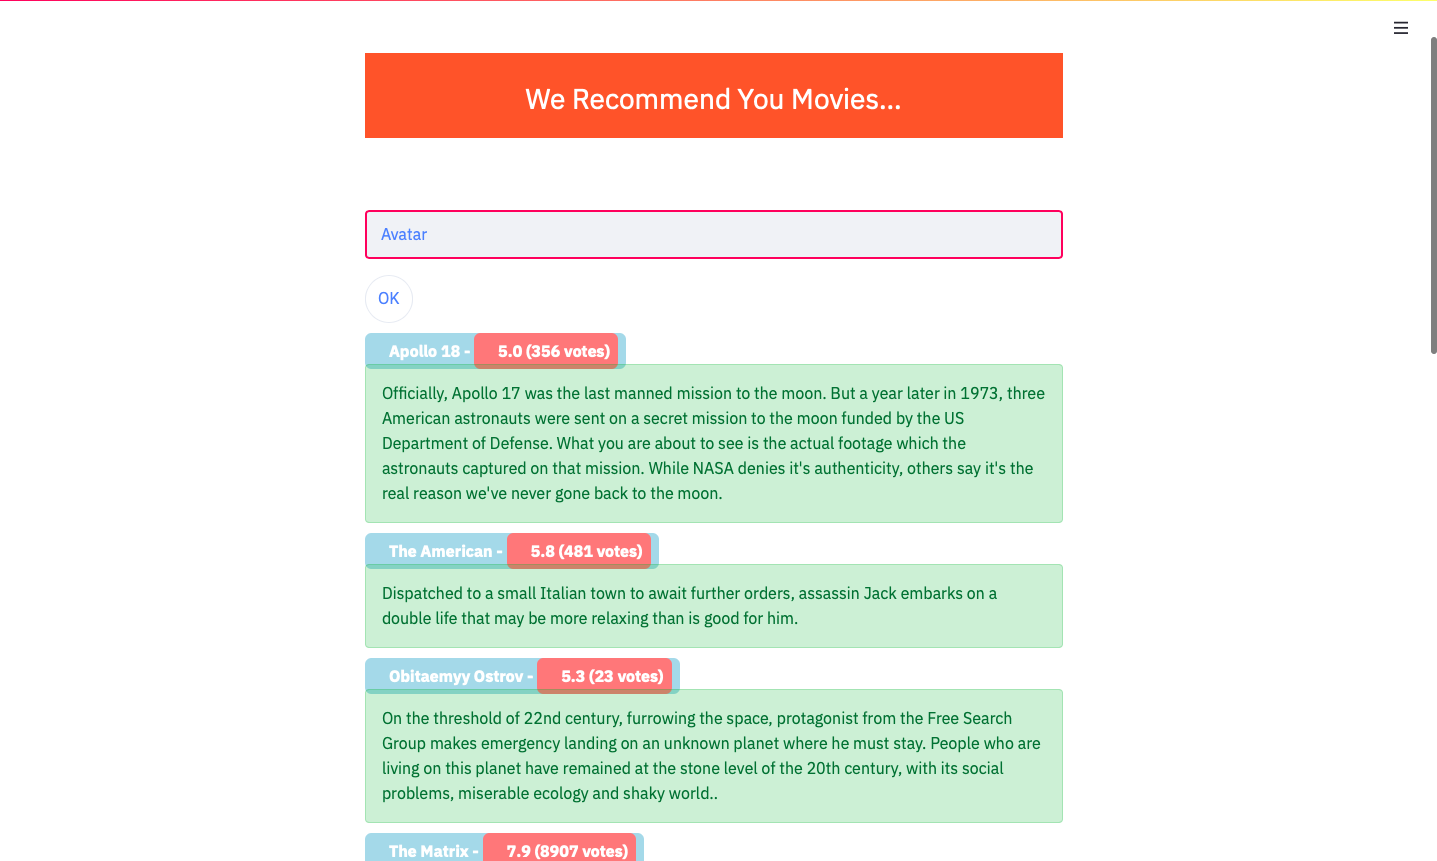 We Recommend You Movies...
Avatar
OK
Apollo 18 - 5.0 (356 votes)
Officially, Apollo 17 was the last manned mission to the moon. But a year later in 1973, three
American astronauts were sent on a secret mission to the moon funded by the US
Department of Defense. What you are about to see is the actual footage which the
astronauts captured on that mission. While NASA denies it's authenticity, others say it's the
real reason we've never gone back to the moon.
The American - 5.8 (481 votes)
Dispatched to a small Italian town to await further orders, assassin Jack embarks on a
double life that may be more relaxing than is good for him.
Obitaemyy Ostrov - 5.3 (23 votes)
On the threshold of 22nd century, furrowing the space, protagonist from the Free Search
Group makes emergency landing on an unknown planet where he must stay. People who are
living on this planet have remained at the stone level of the 20th century, with its social
problems, miserable ecology and shaky world..
The Matrix - 7.9 (8907 votes)